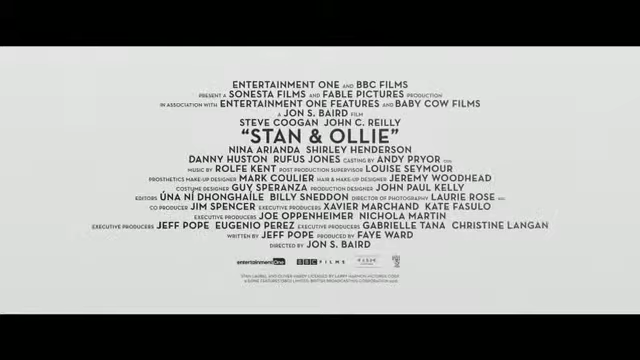 ENTERTAINMENT ONE AND BBC FILMS
PRESENT A SONESTA FILMS AND FABLE PICTURES PRODUCTION
IN ASSOCIATION WITH ENTERTAINMENT ONE FEATURES AND BABY COW FILMS
A JON S. BAIRD FILM
STEVE COOGAN JOHN C. REILLY
“STAN & OLLIE”
NINA ARIANDA SHIRLEY HENDERSON
DANNY HUSTON RUFUS JONES CASTING BY ANDY PRYOR
MUSIC BY ROLFE KENT POST PRODUCTION SUPERVISOR LOUISE SEYMOUR
PROSTHETICS MAKE-UP DESIGNER MARK COULIER HAIR & MAKE-UP DESIGNER JEREMY WOODHEAD
COSTUME DESIGNER GUY SPERANZA PRODUCTION DESIGNER JOHN PAUL KELLY
EDITORS ÚNA NÍ DHONGHAÍLE BILLY SNEDDON DIRECTOR OF PHOTOGRAPHY LAURIE ROSE
CO PRODUCER JIM SPENCER EXECUTIVE PRODUCERS XAVIER MARCHAND KATE FASULO
EXECUTIVE PRODUCERS JOE OPPENHEIMER NICHOLA MARTIN
EXECUTIVE PRODUCERS JEFF POPE EUGENIO PEREZ EXECUTIVE PRODUCERS GABRIELLE TANA CHRISTINE LANGAN
WRITTEN BY JEFF POPE PRODUCED BY FAYE WARD
DIRECTED BY JON S. BAIRD
entertainmentOne BBC FILMS